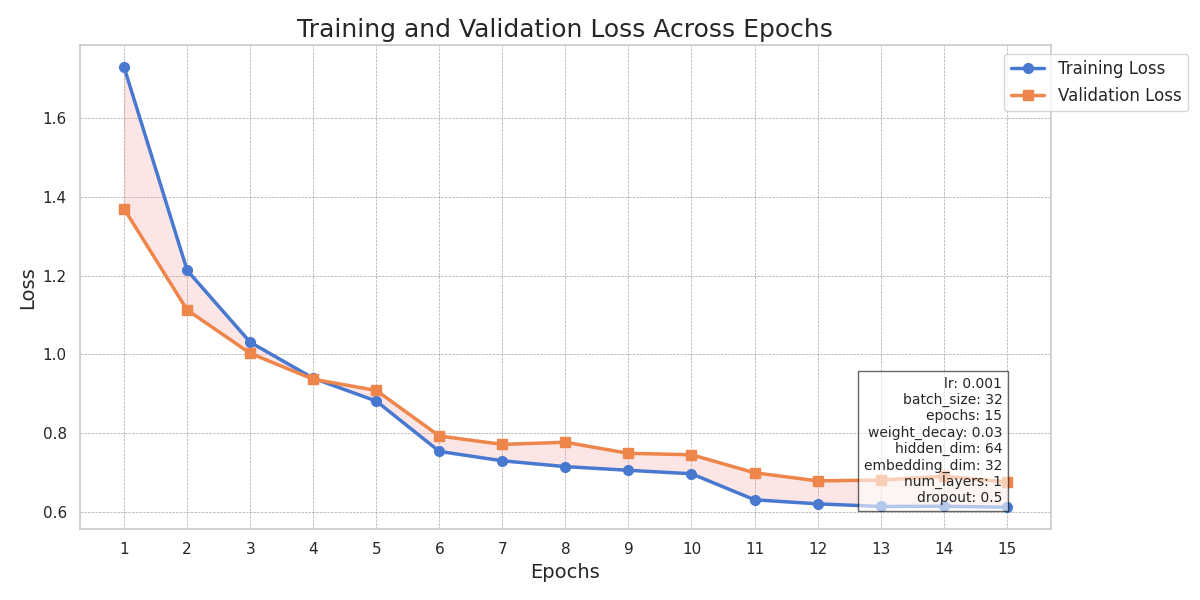 Training and Validation Loss Across Epochs
Training Loss
Validation Loss
Loss
1.6
1.4
1.2
1.0
0.8
0.6
lr: 0.001
batch_size: 32
epochs: 15
weight_decay: 0.03
hidden_dim: 64
embedding_dim: 32
num_layers: 1
dropout: 0.5
1 2 3 4 5 6 7 8 9 10 11 12 13 14 15
Epochs